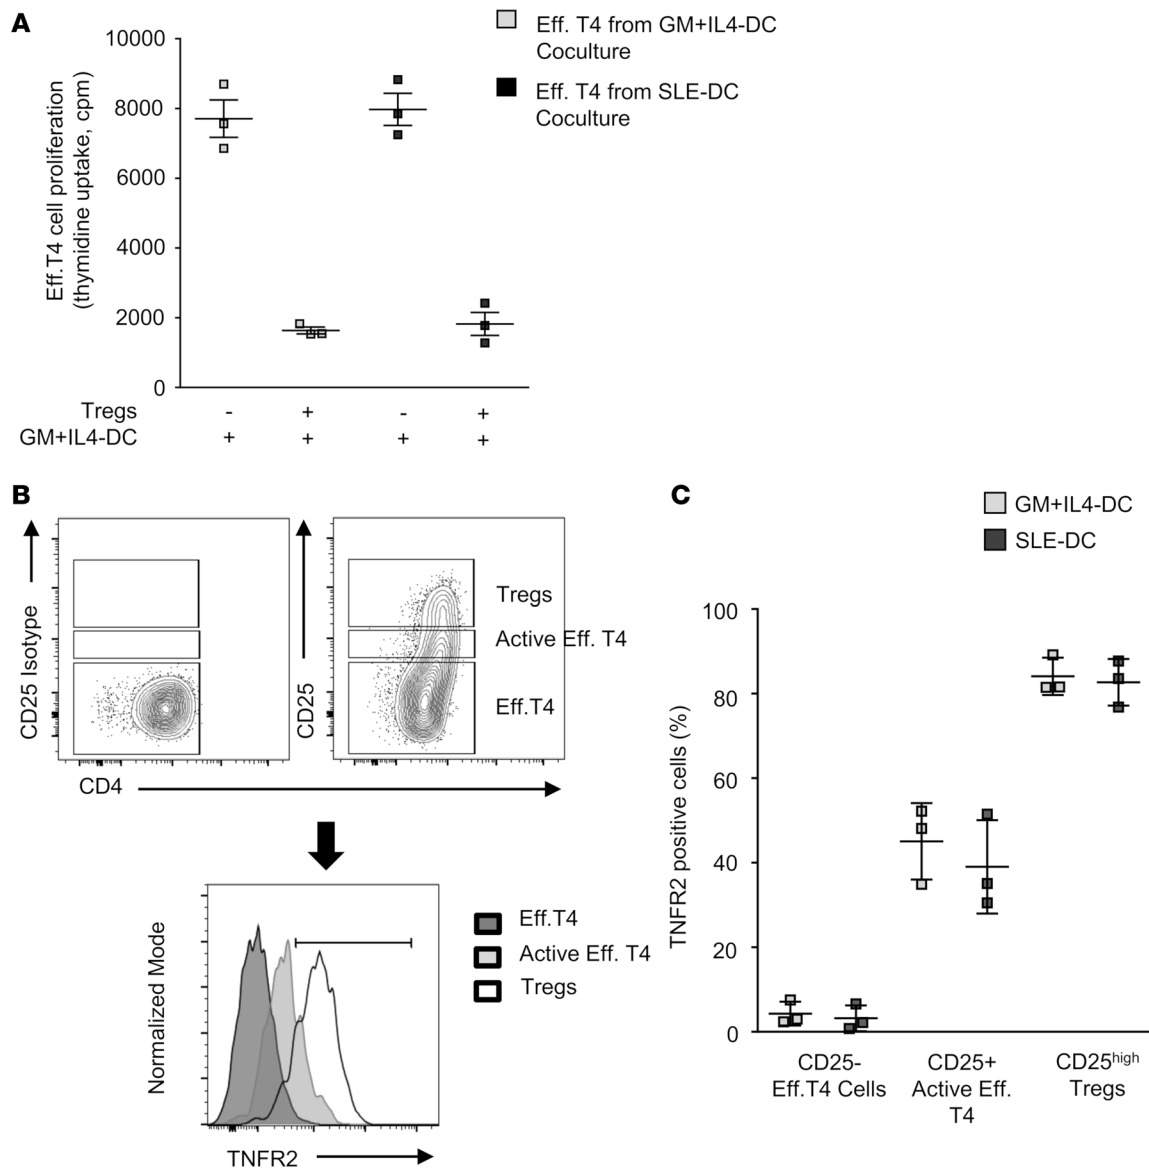 A
Eff. T4 from GM+IL4-DC
Coculture
Eff. T4 from SLE-DC
Coculture
Eff.T4 cell proliferation
(thymidine uptake, cpm)
10000
8000
6000
4000
2000
0
Tregs - + - +
GM+IL4-DC + + + +
B
CD25 Isotype
CD25
Tregs
Active Eff. T4
Eff.T4
CD4
Normalized Mode
Eff.T4
Active Eff. T4
Tregs
TNFR2
C
GM+IL4-DC
SLE-DC
TNFR2 positive cells (%)
100
80
60
40
20
0
CD25-
Eff.T4 Cells
CD25+
Active Eff.
T4
CD25high
Tregs